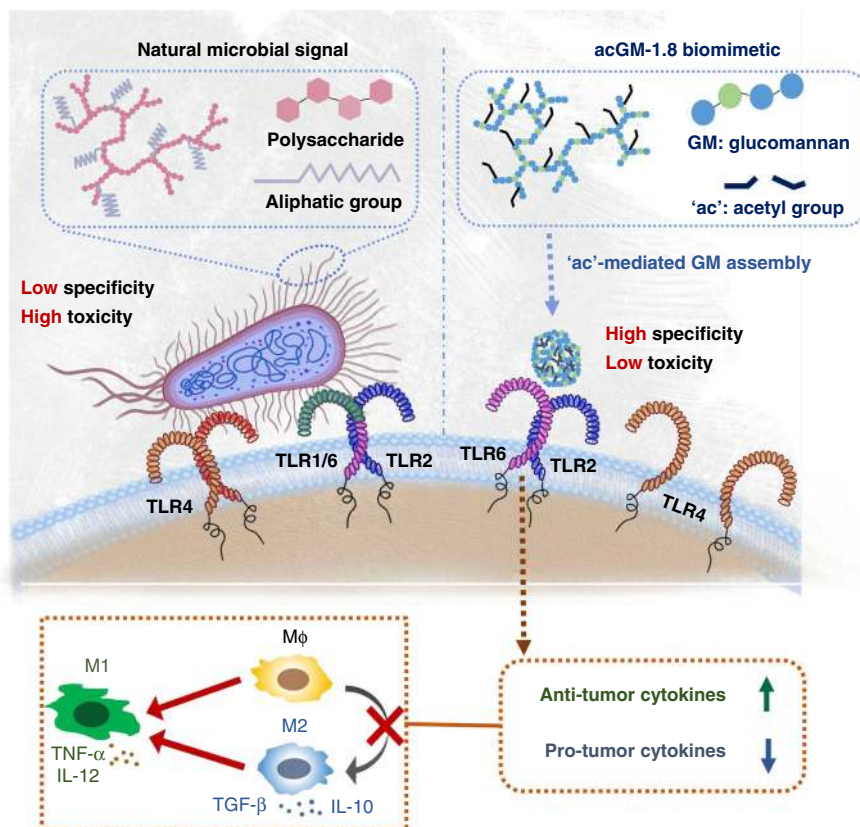 Natural microbial signal
Polysaccharide
Aliphatic group
acGM-1.8 biomimetic
GM: glucomannan
‘ac’: acetyl group
‘ac’-mediated GM assembly
Low specificity
High toxicity
High specificity
Low toxicity
TLR4
TLR1/6
TLR2
TLR6
TLR2
TLR4
Mϕ
M1
M2
TNF-α
IL-12
TGF-β
IL-10
Anti-tumor cytokines
Pro-tumor cytokines